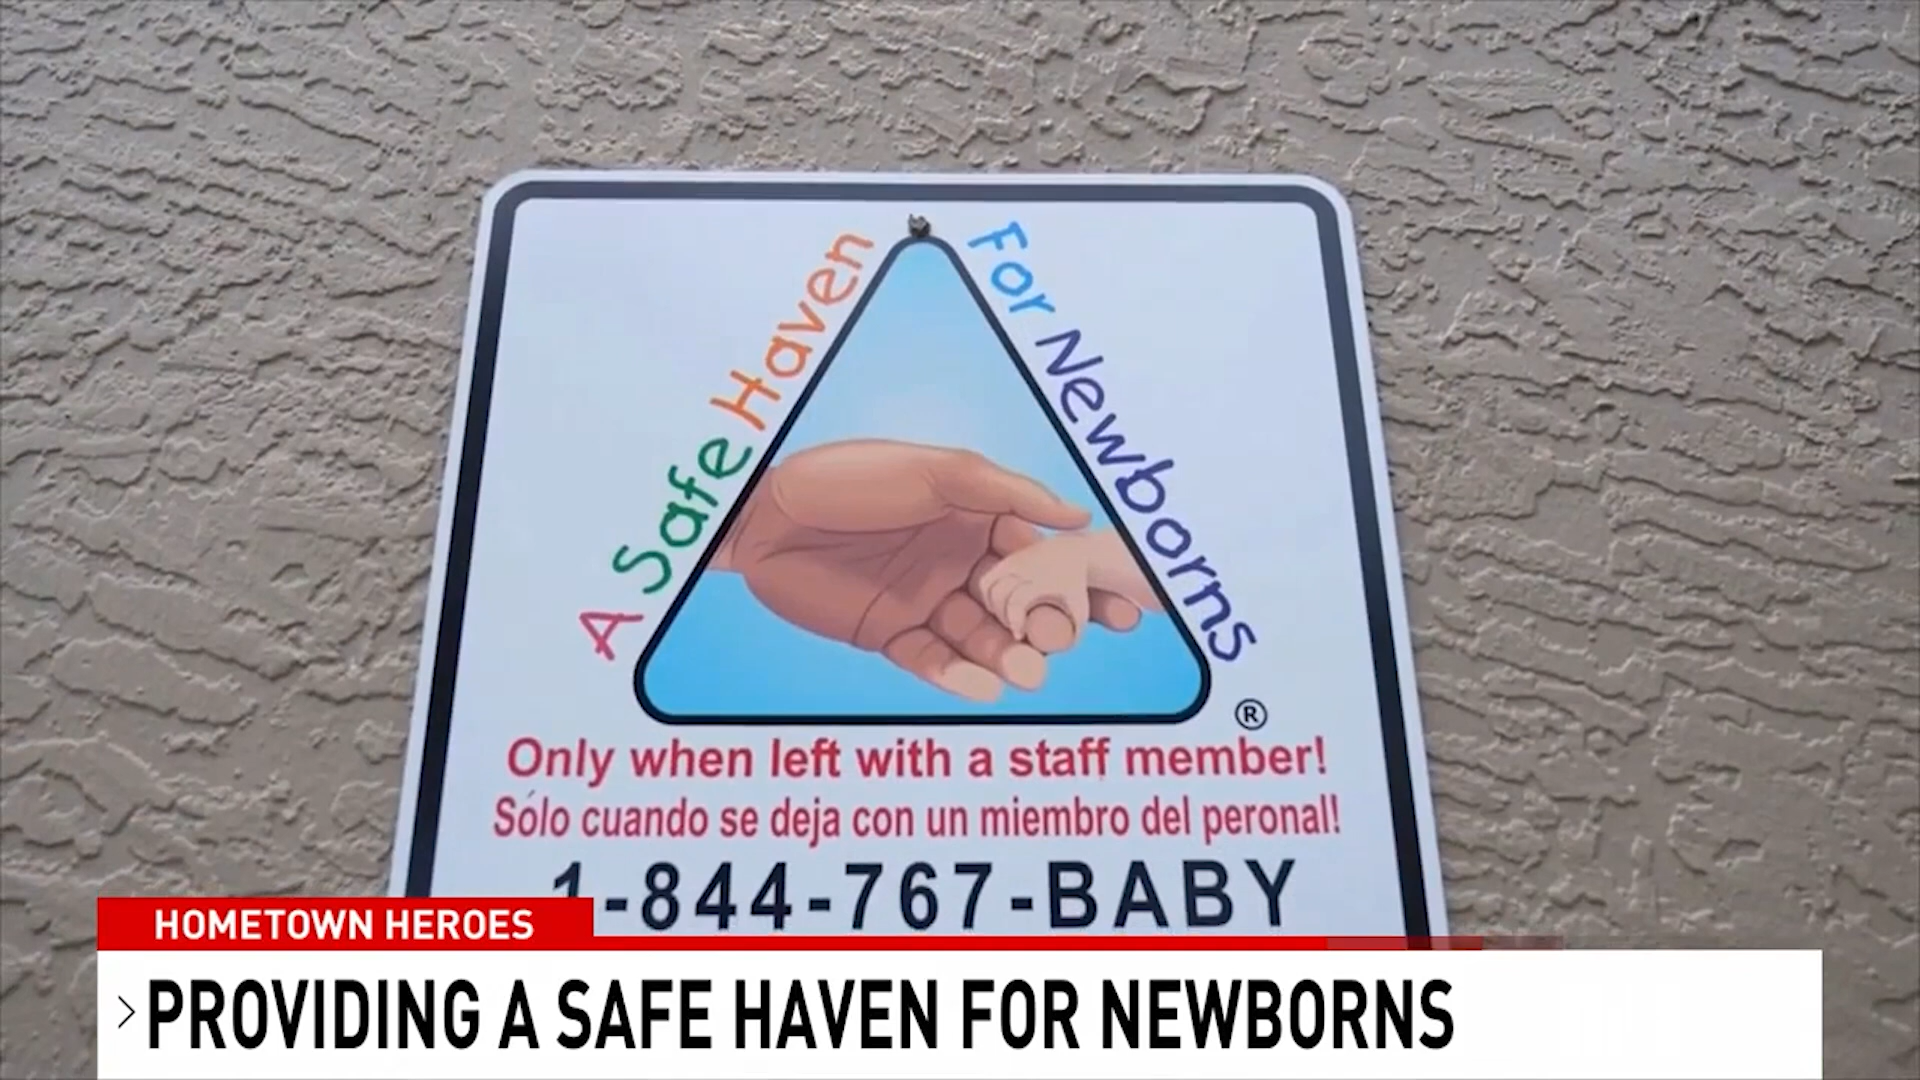 A Safe Haven For Newborns
®
Only when left with a staff member!
Sólo cuando se deja con un miembro del peronal!
1-844-767-BABY
HOMETOWN HEROES
PROVIDING A SAFE HAVEN FOR NEWBORNS